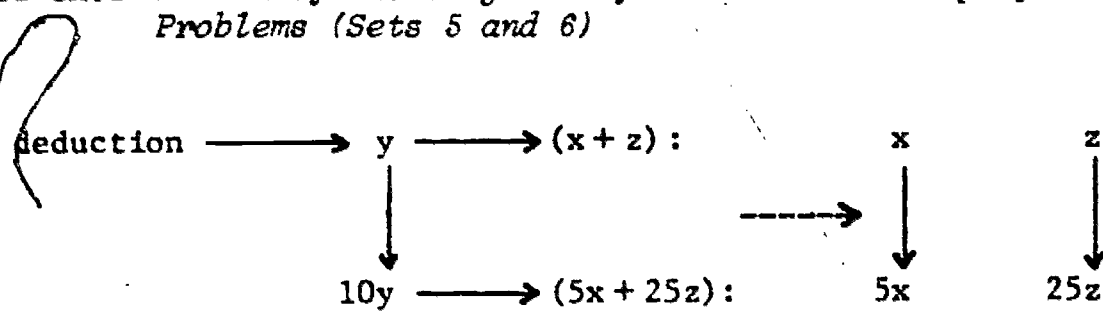 Problems (Sets 5 and 6)
deduction y (x + z) : x z
10y (5x + 25z) : 5x 25z